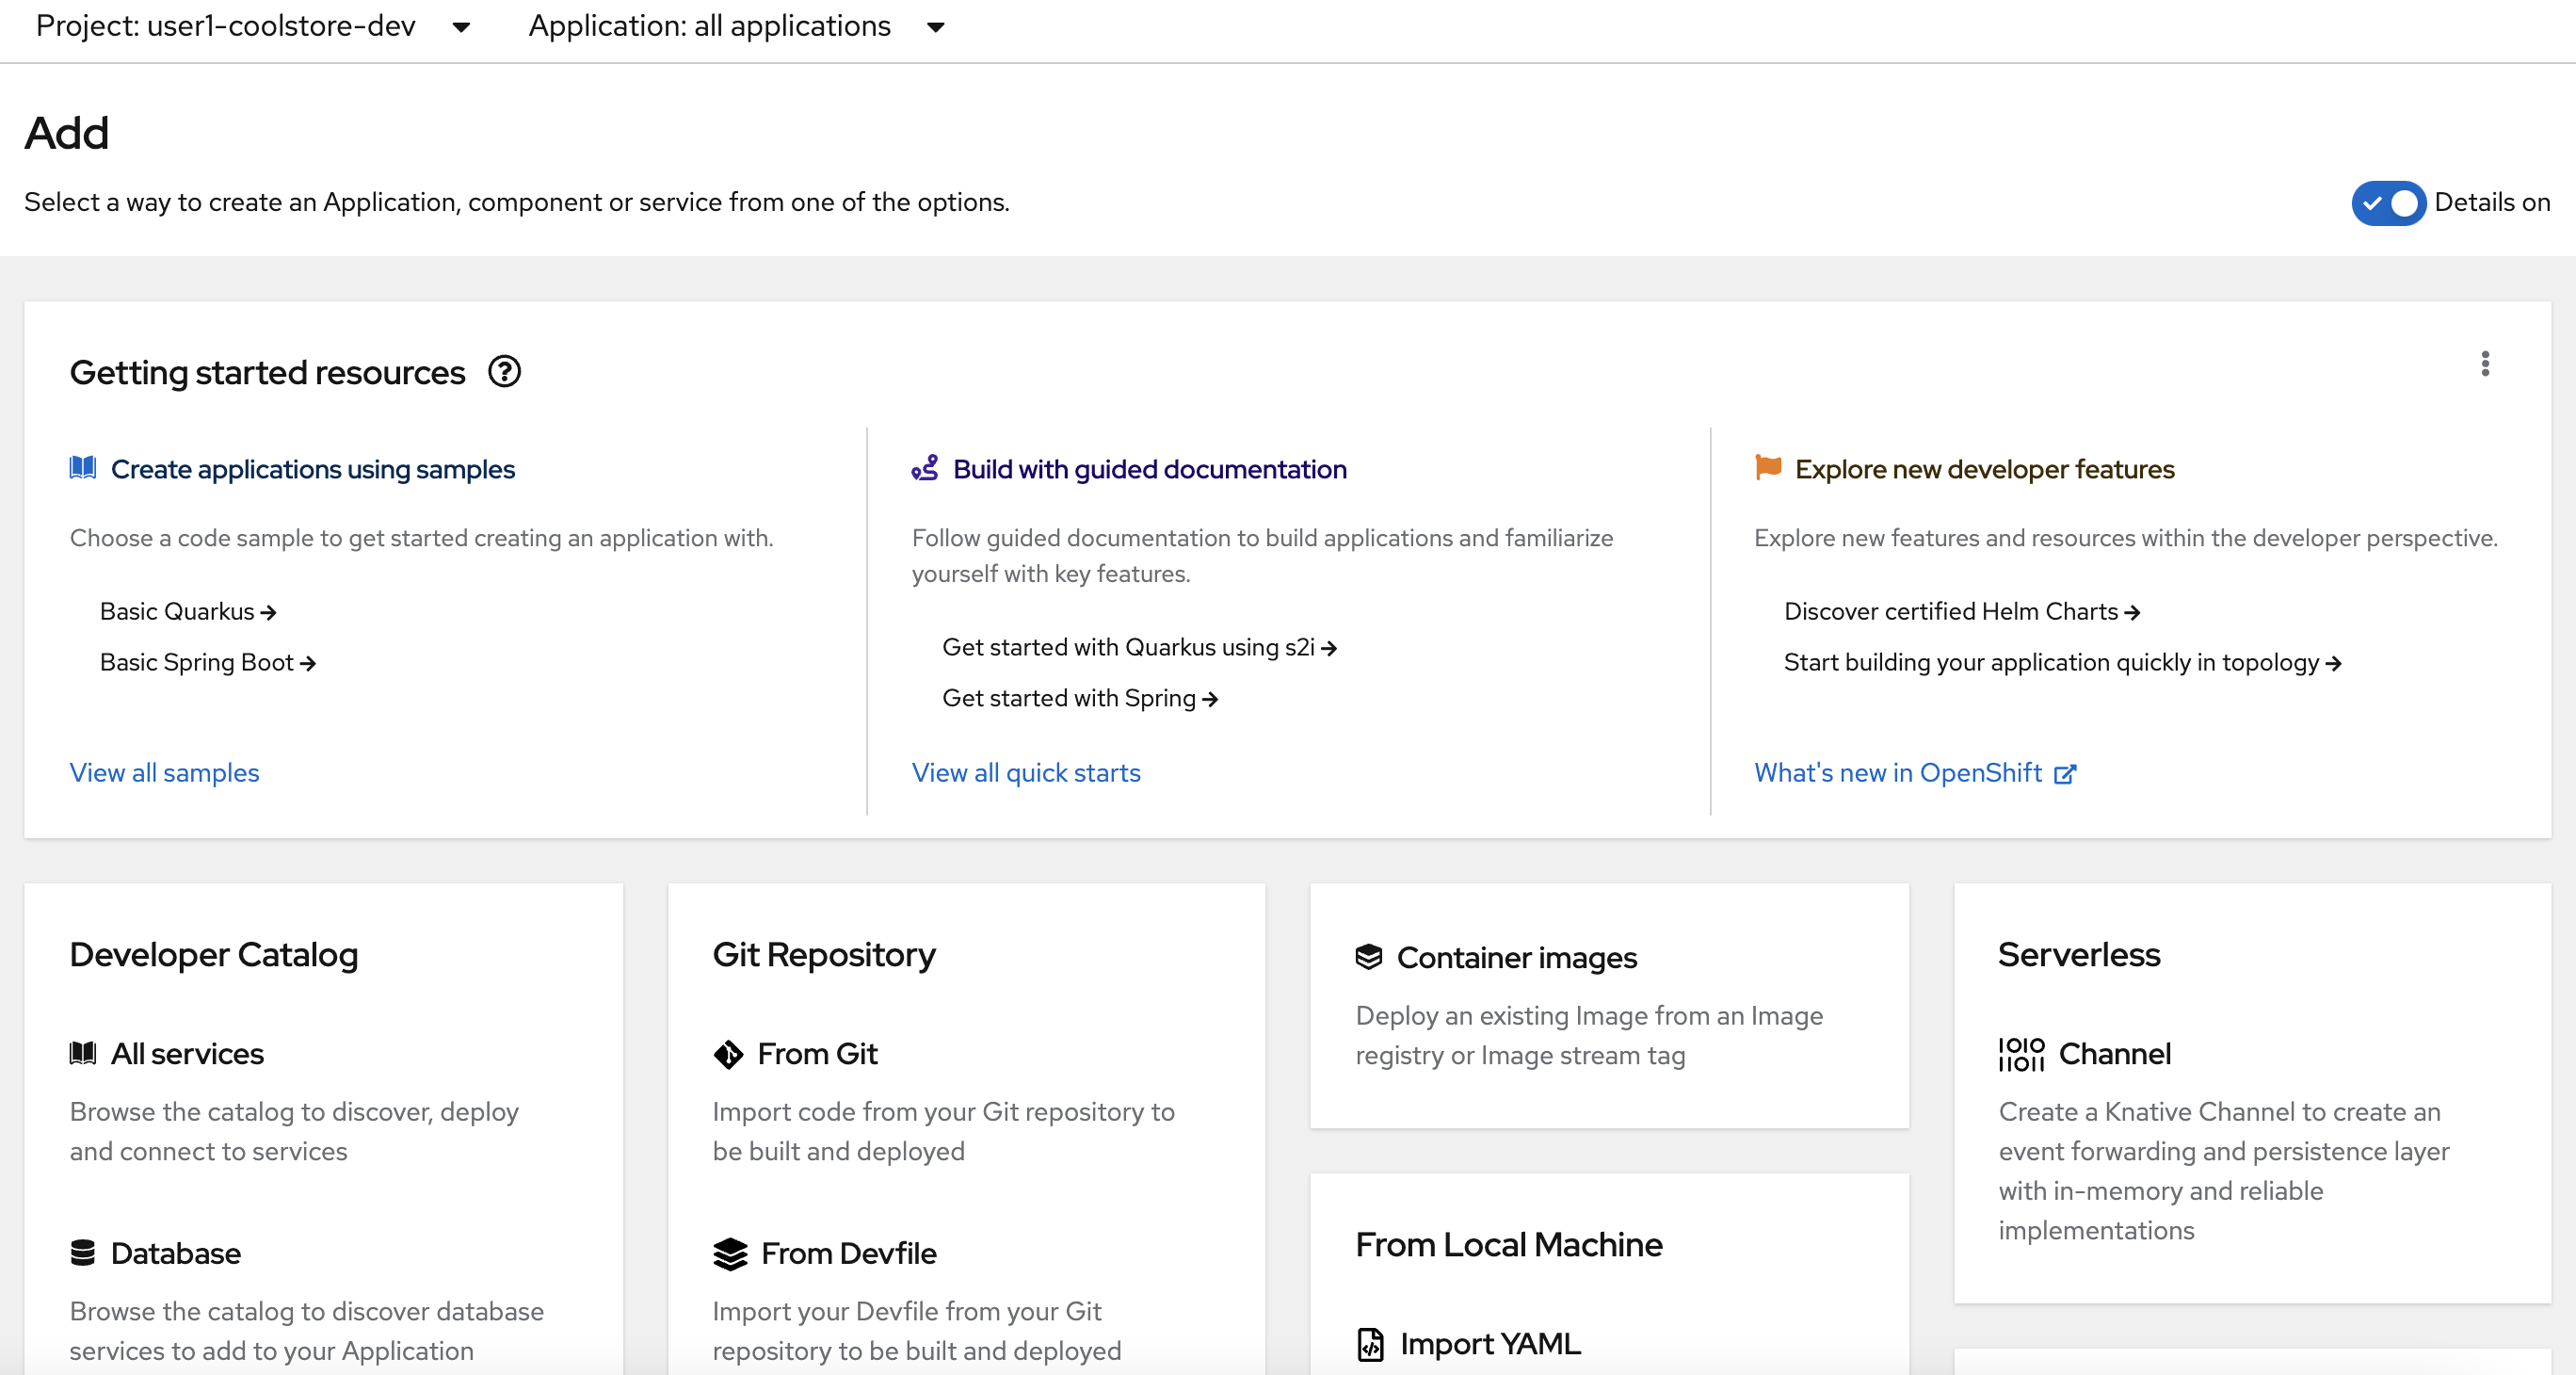 Project: user1-coolstore-dev
Application: all applications
Add
Select a way to create an Application, component or service from one of the options.
Details on
Getting started resources
Create applications using samples
Choose a code sample to get started creating an application with.
Basic Quarkus
Basic Spring Boot
View all samples
Build with guided documentation
Follow guided documentation to build applications and familiarize
yourself with key features.
Get started with Quarkus using s2i
Get started with Spring
View all quick starts
Explore new developer features
Explore new features and resources within the developer perspective.
Discover certified Helm Charts
Start building your application quickly in topology
What's new in OpenShift
Developer Catalog
All services
Browse the catalog to discover, deploy
and connect to services
Database
Browse the catalog to discover database
services to add to your Application
Git Repository
From Git
Import code from your Git repository to
be built and deployed
From Devfile
Import your Devfile from your Git
repository to be built and deployed
Container images
Deploy an existing Image from an Image
registry or Image stream tag
From Local Machine
Import YAML
Serverless
Channel
Create a Knative Channel to create an
event forwarding and persistence layer
with in-memory and reliable
implementations